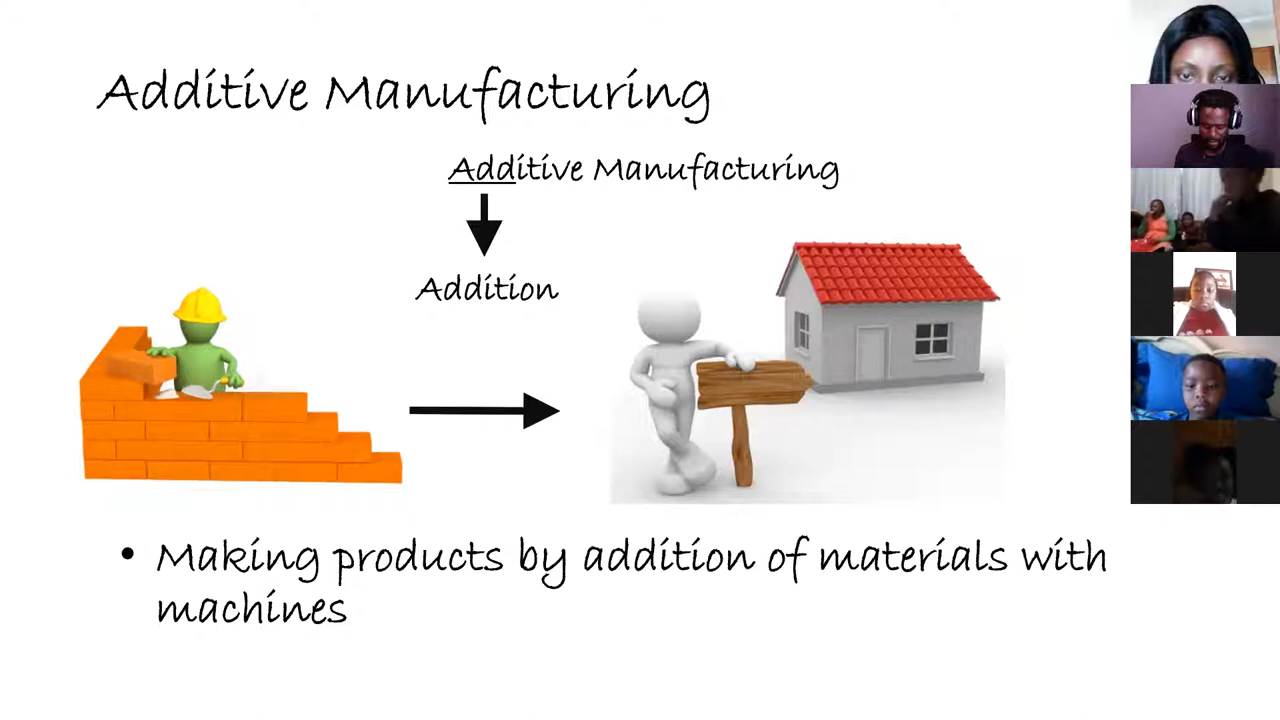 Additive Manufacturing
Additive Manufacturing
Addition
• Making products by addition of materials with
machines